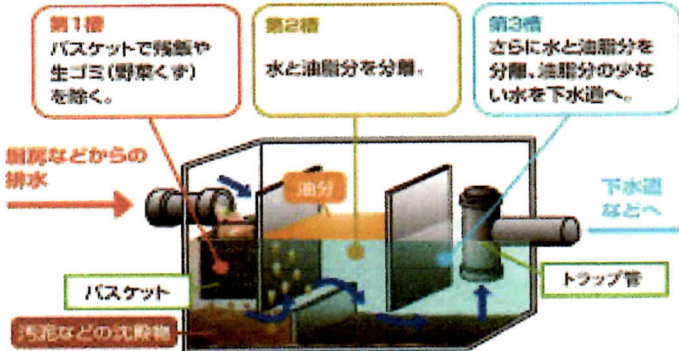 第1槽
バスケットで残飯や
生ゴミ(野菜くず)
を除く。
第2槽
水と油脂分を分離。
第3槽
さらに水と油脂分を
分離、油脂分の少な
い水を下水道へ。
厨房などからの
排水
油分
下水道
などへ
バスケット
トラップ管
汚泥などの沈殿物